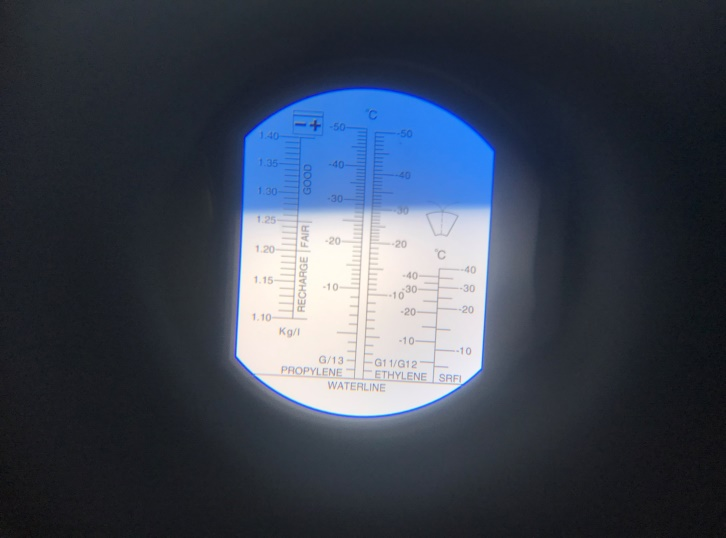 °C
- +
1.40
1.35
1.30
1.25
1.20
1.15
1.10
GOOD
FAIR
RECHARGE
Kg/l
-50
-40
-30
-20
-10
G/13
PROPYLENE
-50
-40
-30
-20
-10
G11/G12
ETHYLENE
°C
-40
-30
-20
-10
-40
-30
-20
-10
SRFI
WATERLINE